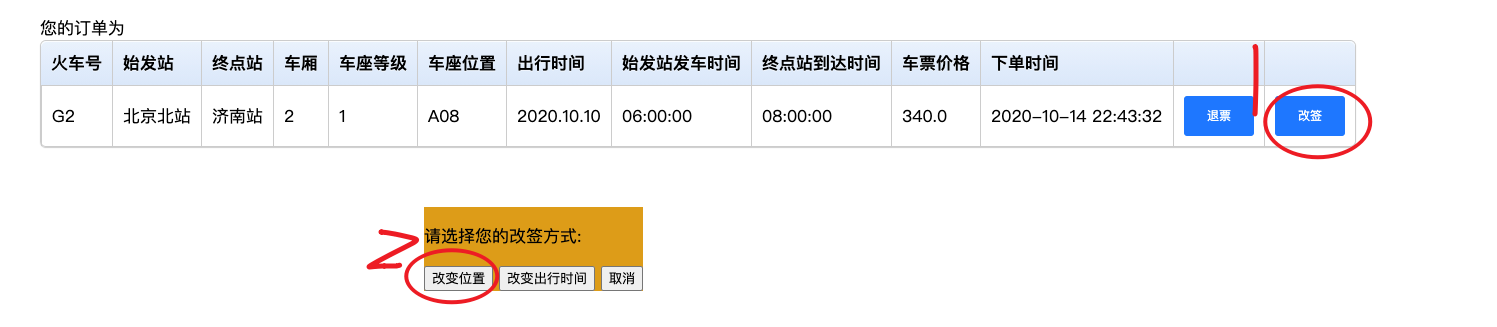 您的订单为
火车号 始发站 终点站 车厢 车座等级 车座位置 出行时间 始发站发车时间 终点站到达时间 车票价格 下单时间
G2 北京北站 济南站 2 1 A08 2020.10.10 06:00:00 08:00:00 340.0 2020-10-14 22:43:32 退票 1 改签
2 请选择您的改签方式:
改变位置 改变出行时间 取消